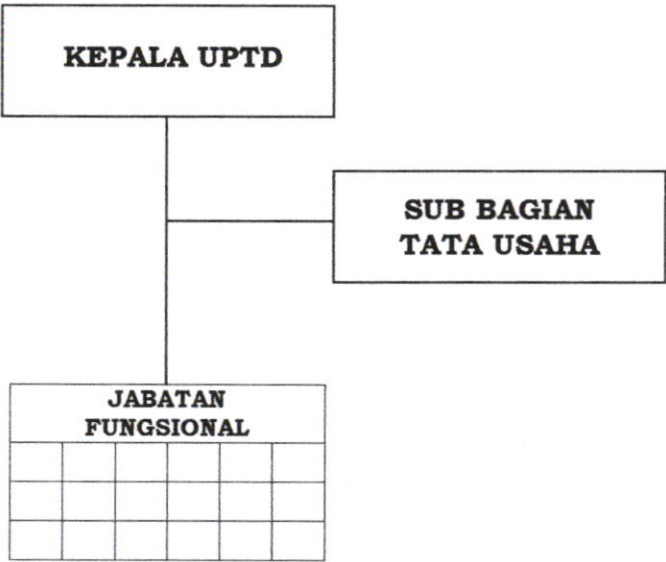 KEPALA UPTD
SUB BAGIAN
TATA USAHA
JABATAN
FUNGSIONAL